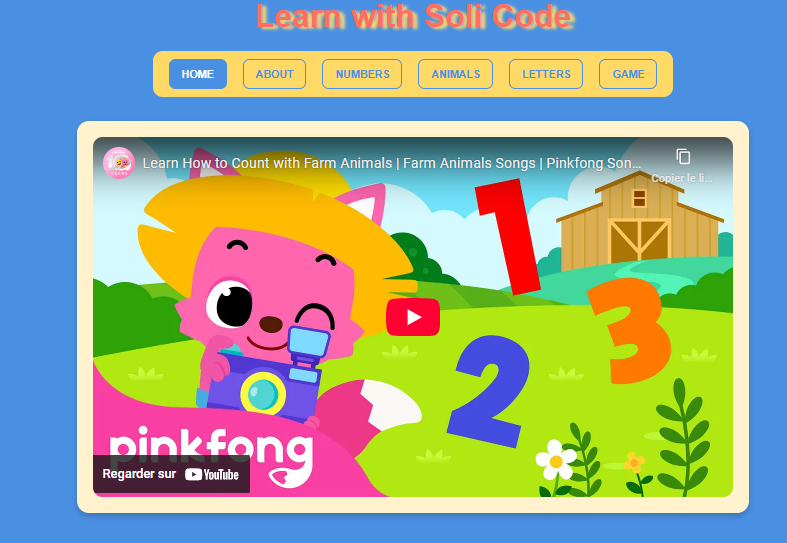 Learn with Soli Code
HOME ABOUT NUMBERS ANIMALS LETTERS GAME
Learn How to Count with Farm Animals | Farm Animals Songs | Pinkfong Son...
Copier le li...
1
3
2
pinkfong
Regarder sur YouTube